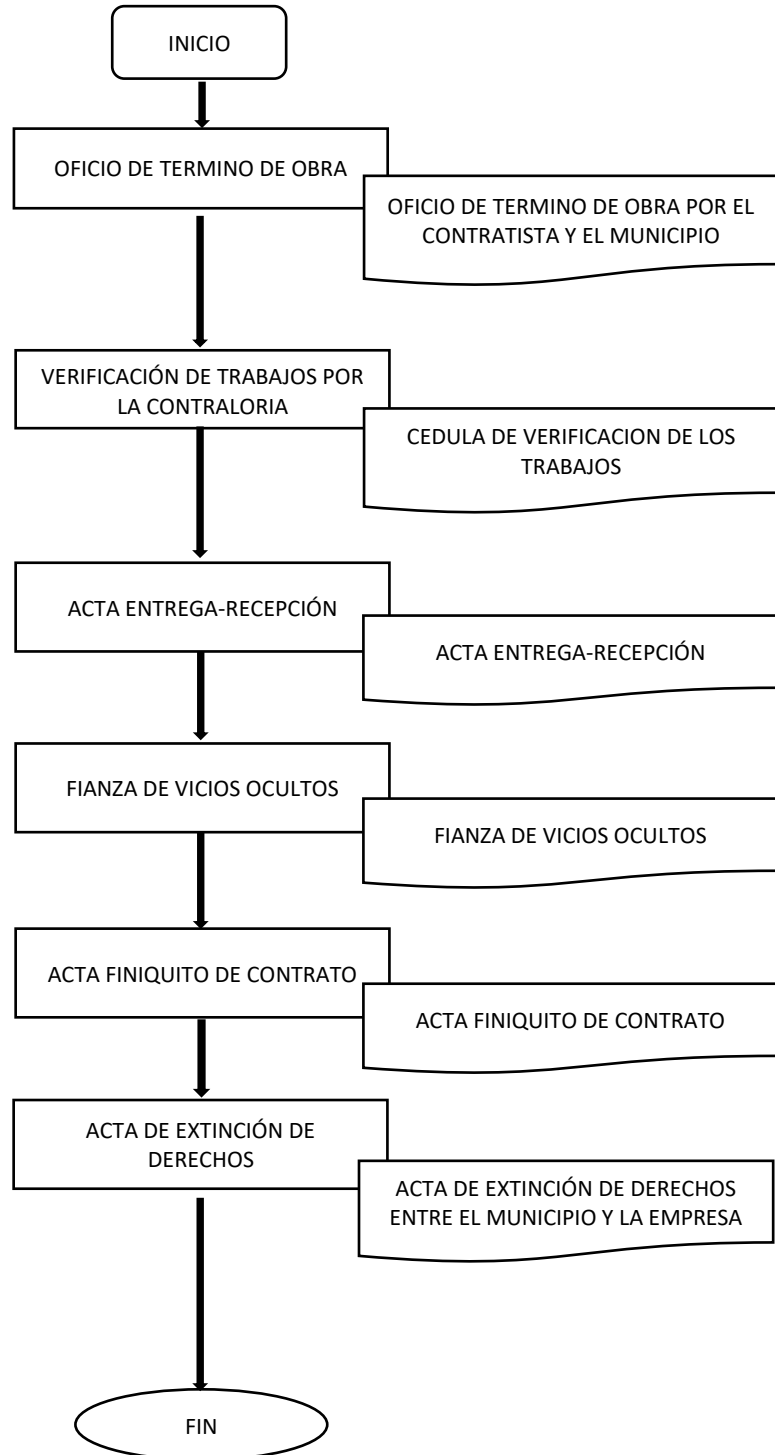 INICIO
OFICIO DE TERMINO DE OBRA
OFICIO DE TERMINO DE OBRA POR EL
CONTRATISTA Y EL MUNICIPIO
VERIFICACIÓN DE TRABAJOS POR
LA CONTRALORIA
CEDULA DE VERIFICACION DE LOS
TRABAJOS
ACTA ENTREGA-RECEPCIÓN
ACTA ENTREGA-RECEPCIÓN
FIANZA DE VICIOS OCULTOS
FIANZA DE VICIOS OCULTOS
ACTA FINIQUITO DE CONTRATO
ACTA FINIQUITO DE CONTRATO
ACTA DE EXTINCIÓN DE
DERECHOS
ACTA DE EXTINCIÓN DE DERECHOS
ENTRE EL MUNICIPIO Y LA EMPRESA
FIN